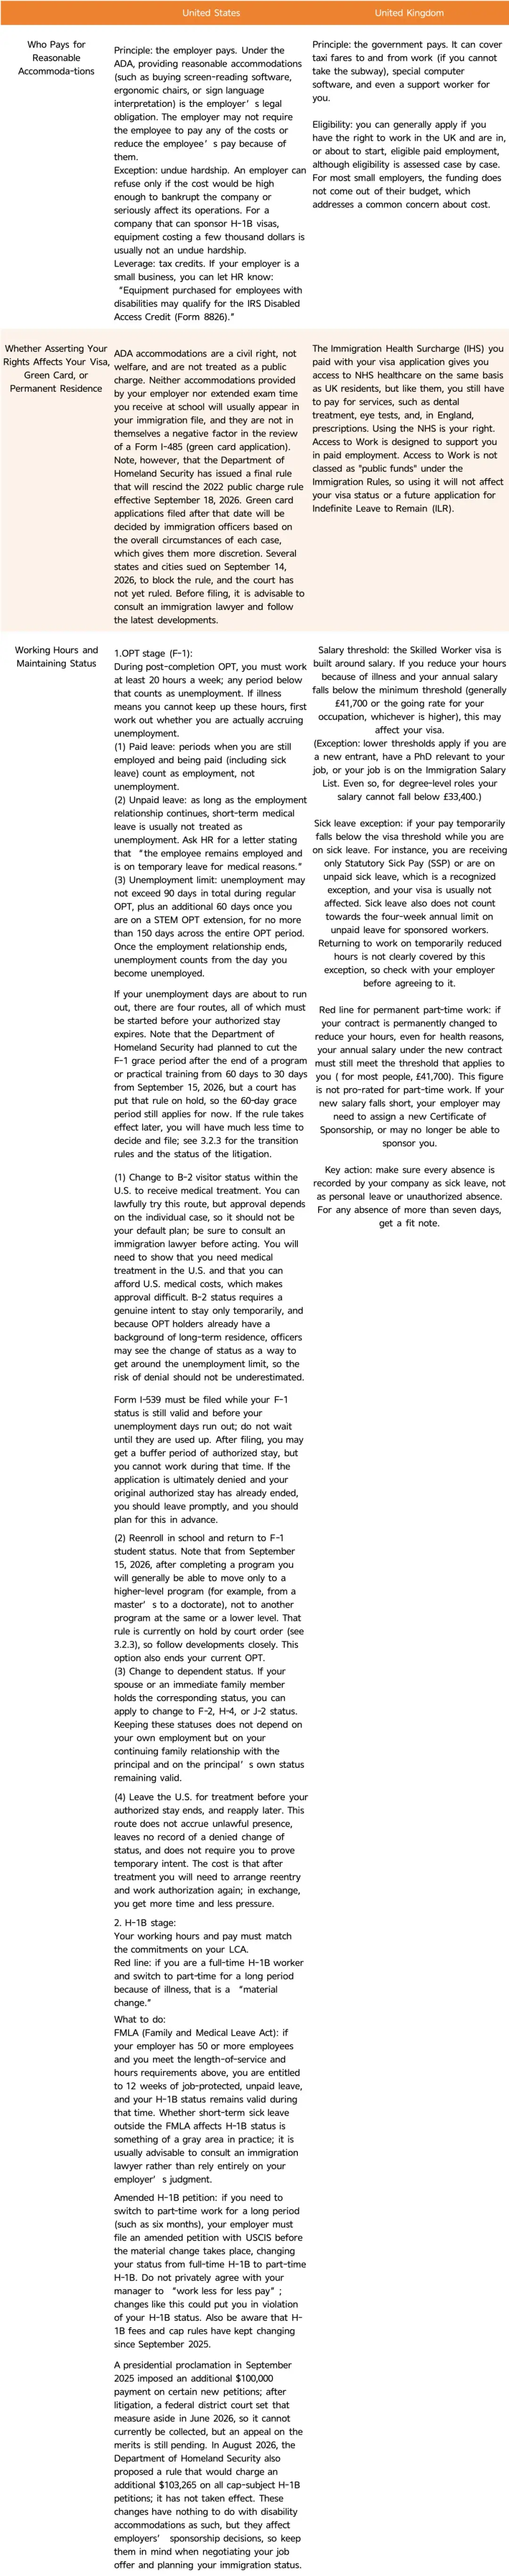 United States
United Kingdom
Who Pays for
Reasonable
Accommoda-tions
Principle: the employer pays. Under the
ADA, providing reasonable accommodations
(such as buying screen-reading software,
ergonomic chairs, or sign language
interpretation) is the employer's legal
obligation. The employer may not require
the employee to pay any of the costs or
reduce the employee's pay because of
them.
Exception: undue hardship. An employer can
refuse only if the cost would be high
enough to bankrupt the company or
seriously affect its operations. For a
company that can sponsor H-1B visas,
equipment costing a few thousand dollars is
usually not an undue hardship.
Leverage: tax credits. If your employer is a
small business, you can let HR know:
"Equipment purchased for employees with
disabilities may qualify for the IRS Disabled
Access Credit (Form 8826)."
Principle: the government pays. It can cover
taxi fares to and from work (if you cannot
take the subway), special computer
software, and even a support worker for
you.
Eligibility: you can generally apply if you
have the right to work in the UK and are in,
or about to start, eligible paid employment,
although eligibility is assessed case by case.
For most small employers, the funding does
not come out of their budget, which
addresses a common concern about cost.
Whether Asserting Your
Rights Affects Your Visa,
Green Card, or
Permanent Residence
ADA accommodations are a civil right, not
welfare, and are not treated as a public
charge. Neither accommodations provided
by your employer nor extended exam time
you receive at school will usually appear in
your immigration file, and they are not in
themselves a negative factor in the review
of a Form I-485 (green card application).
Note, however, that the Department of
Homeland Security has issued a final rule
that will rescind the 2022 public charge rule
effective September 18, 2026. Green card
applications filed after that date will be
decided by immigration officers based on
the overall circumstances of each case,
which gives them more discretion. Several
states and cities sued on September 14,
2026, to block the rule, and the court has
not yet ruled. Before filing, it is advisable to
consult an immigration lawyer and follow
the latest developments.
The Immigration Health Surcharge (IHS) you
paid with your visa application gives you
access to NHS healthcare on the same basis
as UK residents, but like them, you still have
to pay for services, such as dental
treatment, eye tests, and, in England,
prescriptions. Using the NHS is your right.
Access to Work is designed to support you
in paid employment. Access to Work is not
classed as "public funds" under the
Immigration Rules, so using it will not affect
your visa status or a future application for
Indefinite Leave to Remain (ILR).
Working Hours and
Maintaining Status
1.OPT stage (F-1):
During post-completion OPT, you must work
at least 20 hours a week; any period below
that counts as unemployment. If illness
means you cannot keep up these hours, first
work out whether you are actually accruing
unemployment.
(1) Paid leave: periods when you are still
employed and being paid (including sick
leave) count as employment, not
unemployment.
(2) Unpaid leave: as long as the employment
relationship continues, short-term medical
leave is usually not treated as
unemployment. Ask HR for a letter stating
that "the employee remains employed and
is on temporary leave for medical reasons."
(3) Unemployment limit: unemployment may
not exceed 90 days in total during regular
OPT, plus an additional 60 days once you
are on a STEM OPT extension, for no more
than 150 days across the entire OPT period.
Once the employment relationship ends,
unemployment counts from the day you
become unemployed.
If your unemployment days are about to run
out, there are four routes, all of which must
be started before your authorized stay
expires. Note that the Department of
Homeland Security had planned to cut the
F-1 grace period after the end of a program
or practical training from 60 days to 30 days
from September 15, 2026, but a court has
put that rule on hold, so the 60-day grace
period still applies for now. If the rule takes
effect later, you will have much less time to
decide and file; see 3.2.3 for the transition
rules and the status of the litigation.
(1) Change to B-2 visitor status within the
U.S. to receive medical treatment. You can
lawfully try this route, but approval depends
on the individual case, so it should not be
your default plan; be sure to consult an
immigration lawyer before acting. You will
need to show that you need medical
treatment in the U.S. and that you can
afford U.S. medical costs, which makes
approval difficult. B-2 status requires a
genuine intent to stay only temporarily, and
because OPT holders already have a
background of long-term residence, officers
may see the change of status as a way to
get around the unemployment limit, so the
risk of denial should not be underestimated.
Form I-539 must be filed while your F-1
status is still valid and before your
unemployment days run out; do not wait
until they are used up. After filing, you may
get a buffer period of authorized stay, but
you cannot work during that time. If the
application is ultimately denied and your
original authorized stay has already ended,
you should leave promptly, and you should
plan for this in advance.
(2) Reenroll in school and return to F-1
student status. Note that from September
15, 2026, after completing a program you
will generally be able to move only to a
higher-level program (for example, from a
master's to a doctorate), not to another
program at the same or a lower level. That
rule is currently on hold by court order (see
3.2.3), so follow developments closely. This
option also ends your current OPT.
(3) Change to dependent status. If your
spouse or an immediate family member
holds the corresponding status, you can
apply to change to F-2, H-4, or J-2 status.
Keeping these statuses does not depend on
your own employment but on your
continuing family relationship with the
principal and on the principal's own status
remaining valid.
(4) Leave the U.S. for treatment before your
authorized stay ends, and reapply later. This
route does not accrue unlawful presence,
leaves no record of a denied change of
status, and does not require you to prove
temporary intent. The cost is that after
treatment you will need to arrange reentry
and work authorization again; in exchange,
you get more time and less pressure.
2. H-1B stage:
Your working hours and pay must match
the commitments on your LCA.
Red line: if you are a full-time H-1B worker
and switch to part-time for a long period
because of illness, that is a "material
change."
What to do:
FMLA (Family and Medical Leave Act): if
your employer has 50 or more employees
and you meet the length-of-service and
hours requirements above, you are entitled
to 12 weeks of job-protected, unpaid leave,
and your H-1B status remains valid during
that time. Whether short-term sick leave
outside the FMLA affects H-1B status is
something of a gray area in practice; it is
usually advisable to consult an immigration
lawyer rather than rely entirely on your
employer's judgment.
Amended H-1B petition: if you need to
switch to part-time work for a long period
(such as six months), your employer must
file an amended petition with USCIS before
the material change takes place, changing
your status from full-time H-1B to part-time
H-1B. Do not privately agree with your
manager to "work less for less pay";
changes like this could put you in violation
of your H-1B status. Also be aware that H-
1B fees and cap rules have kept changing
since September 2025.
A presidential proclamation in September
2025 imposed an additional $100,000
payment on certain new petitions; after
litigation, a federal district court set that
measure aside in June 2026, so it cannot
currently be collected, but an appeal on the
merits is still pending. In August 2026, the
Department of Homeland Security also
proposed a rule that would charge an
additional $103,265 on all cap-subject H-1B
petitions; it has not taken effect. These
changes have nothing to do with disability
accommodations as such, but they affect
employers' sponsorship decisions, so keep
them in mind when negotiating your job
offer and planning your immigration status.
Salary threshold: the Skilled Worker visa is
built around salary. If you reduce your hours
because of illness and your annual salary
falls below the minimum threshold (generally
£41,700 or the going rate for your
occupation, whichever is higher), this may
affect your visa.
(Exception: lower thresholds apply if you are
a new entrant, have a PhD relevant to your
job, or your job is on the Immigration Salary
List. Even so, for degree-level roles your
salary cannot fall below £33,400.)
Sick leave exception: if your pay temporarily
falls below the visa threshold while you are
on sick leave. For instance, you are receiving
only Statutory Sick Pay (SSP) or are on
unpaid sick leave, which is a recognized
exception, and your visa is usually not
affected. Sick leave also does not count
towards the four-week annual limit on
unpaid leave for sponsored workers.
Returning to work on temporarily reduced
hours is not clearly covered by this
exception, so check with your employer
before agreeing to it.
Red line for permanent part-time work: if
your contract is permanently changed to
reduce your hours, even for health reasons,
your annual salary under the new contract
must still meet the threshold that applies to
you ( for most people, £41,700). This figure
is not pro-rated for part-time work. If your
new salary falls short, your employer may
need to assign a new Certificate of
Sponsorship, or may no longer be able to
sponsor you.
Key action: make sure every absence is
recorded by your company as sick leave, not
as personal leave or unauthorized absence.
For any absence of more than seven days,
get a fit note.